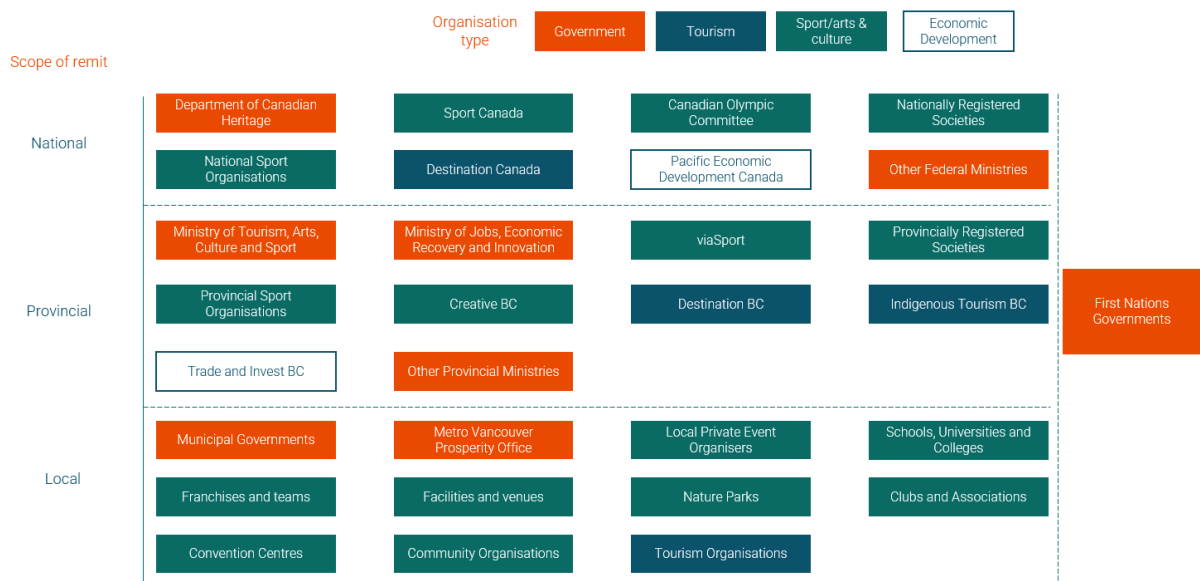 Organisation
type
Government
Tourism
Sport/arts &
culture
Economic
Development
Scope of remit
National
Department of Canadian
Heritage
Sport Canada
Canadian Olympic
Committee
Nationally Registered
Societies
National Sport
Organisations
Destination Canada
Pacific Economic
Development Canada
Other Federal Ministries
Provincial
Ministry of Tourism, Arts,
Culture and Sport
Ministry of Jobs, Economic
Recovery and Innovation
viaSport
Provincially Registered
Societies
Provincial Sport
Organisations
Creative BC
Destination BC
Indigenous Tourism BC
Trade and Invest BC
Other Provincial Ministries
First Nations
Governments
Local
Municipal Governments
Metro Vancouver
Prosperity Office
Local Private Event
Organisers
Schools, Universities and
Colleges
Franchises and teams
Facilities and venues
Nature Parks
Clubs and Associations
Convention Centres
Community Organisations
Tourism Organisations